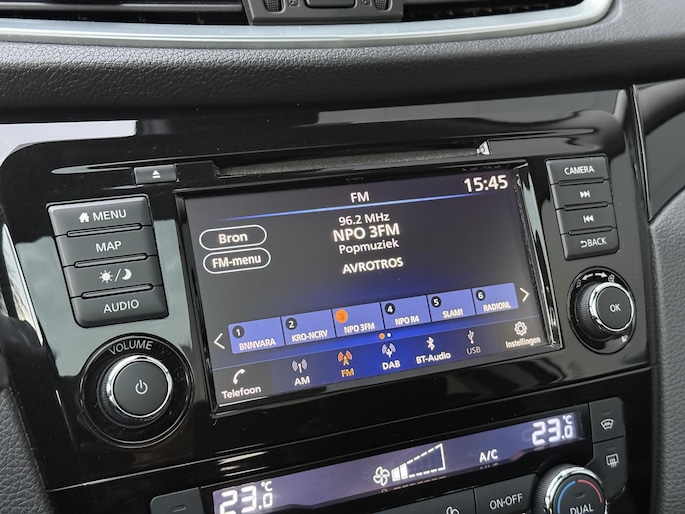 FM
15:45
96.2 MHz
NPO 3FM
Popmuziek
AVROTROS
Bron
FM-menu
1 BNNVARA
2 KRO-NCRV
3 NPO 3FM
4 NPO R4
5 SLAM!
6 RADIONL
Telefoon
AM
FM
DAB
BT-Audio
USB
Instellingen
MENU
MAP
AUDIO
VOLUME
CAMERA
BACK
OK
23.0 °C
A/C
23.0 °C
ON-OFF
DUAL